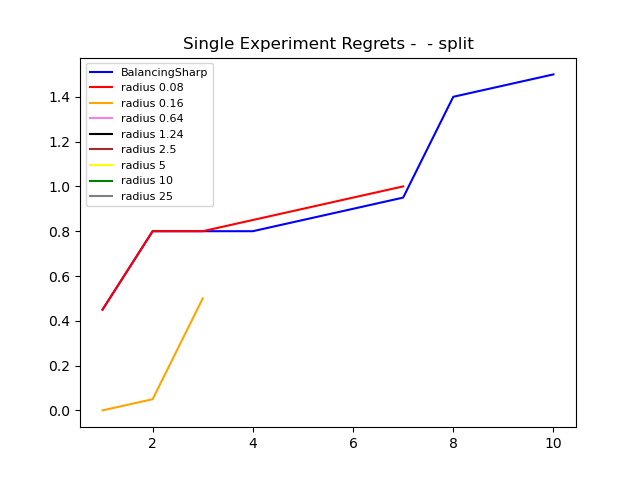 Single Experiment Regrets -  - split
BalancingSharp
radius 0.08
radius 0.16
radius 0.64
radius 1.24
radius 2.5
radius 5
radius 10
radius 25
1.4
1.2
1.0
0.8
0.6
0.4
0.2
0.0
2
4
6
8
10